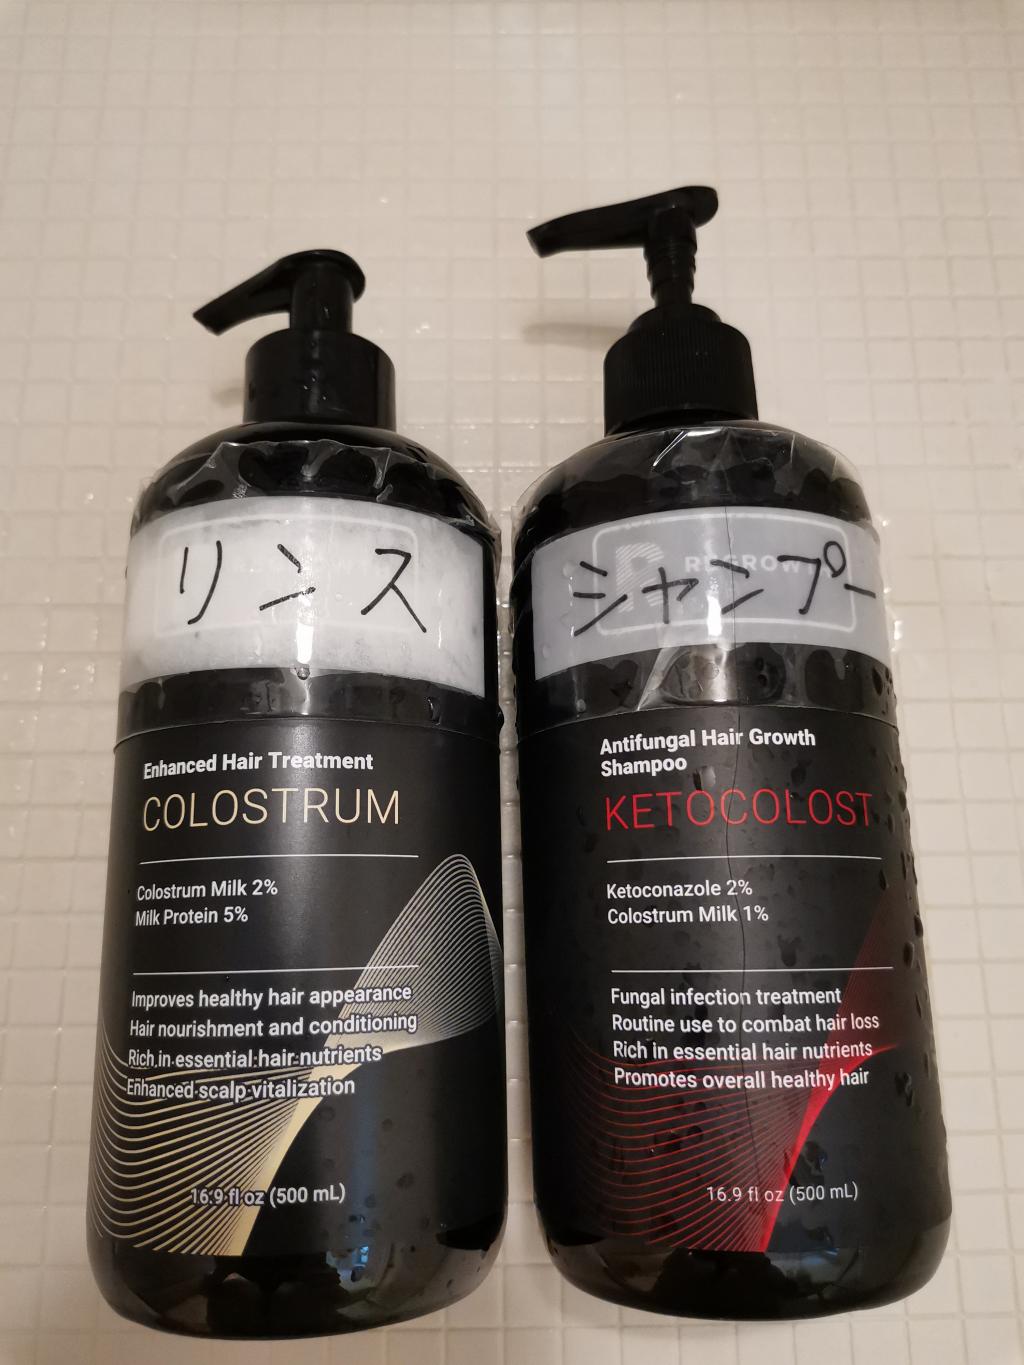 リンス
Enhanced Hair Treatment
COLOSTRUM
Colostrum Milk 2%
Milk Protein 5%
Improves healthy hair appearance
Hair nourishment and conditioning
Rich in essential hair nutrients
Enhanced scalp vitalization
16.9 fl oz (500 mL)
シャンプー
REGROWTH
Antifungal Hair Growth
Shampoo
KETOCOLOST
Ketoconazole 2%
Colostrum Milk 1%
Fungal infection treatment
Routine use to combat hair loss
Rich in essential hair nutrients
Promotes overall healthy hair
16.9 fl oz (500 mL)